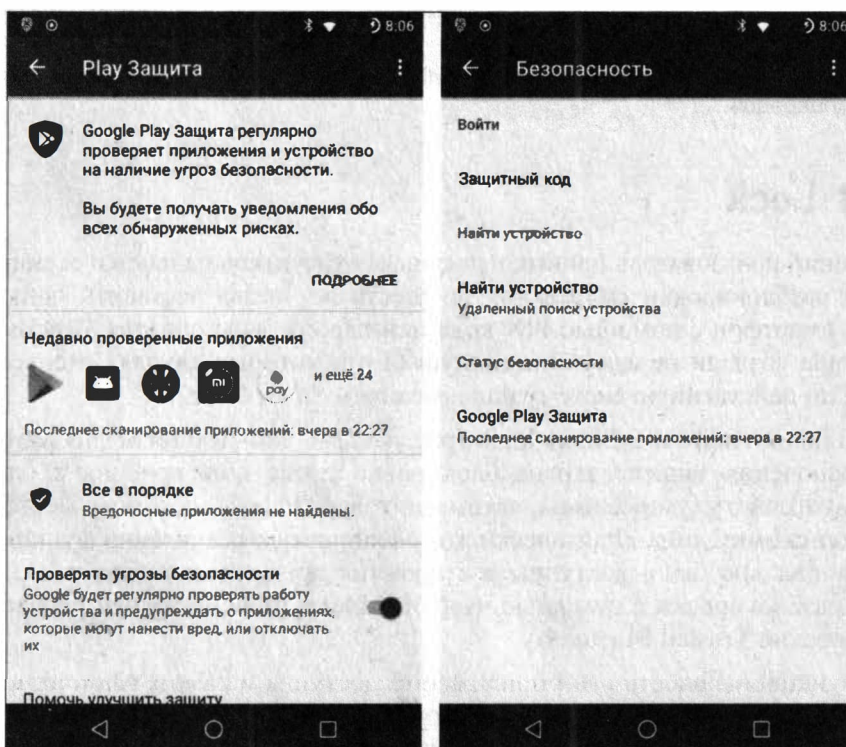 8:06
Play Защита
Google Play Защита регулярно
проверяет приложения и устройство
на наличие угроз безопасности.
Вы будете получать уведомления обо
всех обнаруженных рисках.
ПОДРОБНЕЕ
Недавно проверенные приложения
mi
pay
и ещё 24
Последнее сканирование приложений: вчера в 22:27
Все в порядке
Вредоносные приложения не найдены.
Проверять угрозы безопасности
Google будет регулярно проверять работу
устройства и предупреждать о приложениях,
которые могут нанести вред, или отключать
их
Помочь улучшить защиту
8:06
Безопасность
Войти
Защитный код
Найти устройство
Найти устройство
Удаленный поиск устройства
Статус безопасности
Google Play Защита
Последнее сканирование приложений: вчера в 22:27